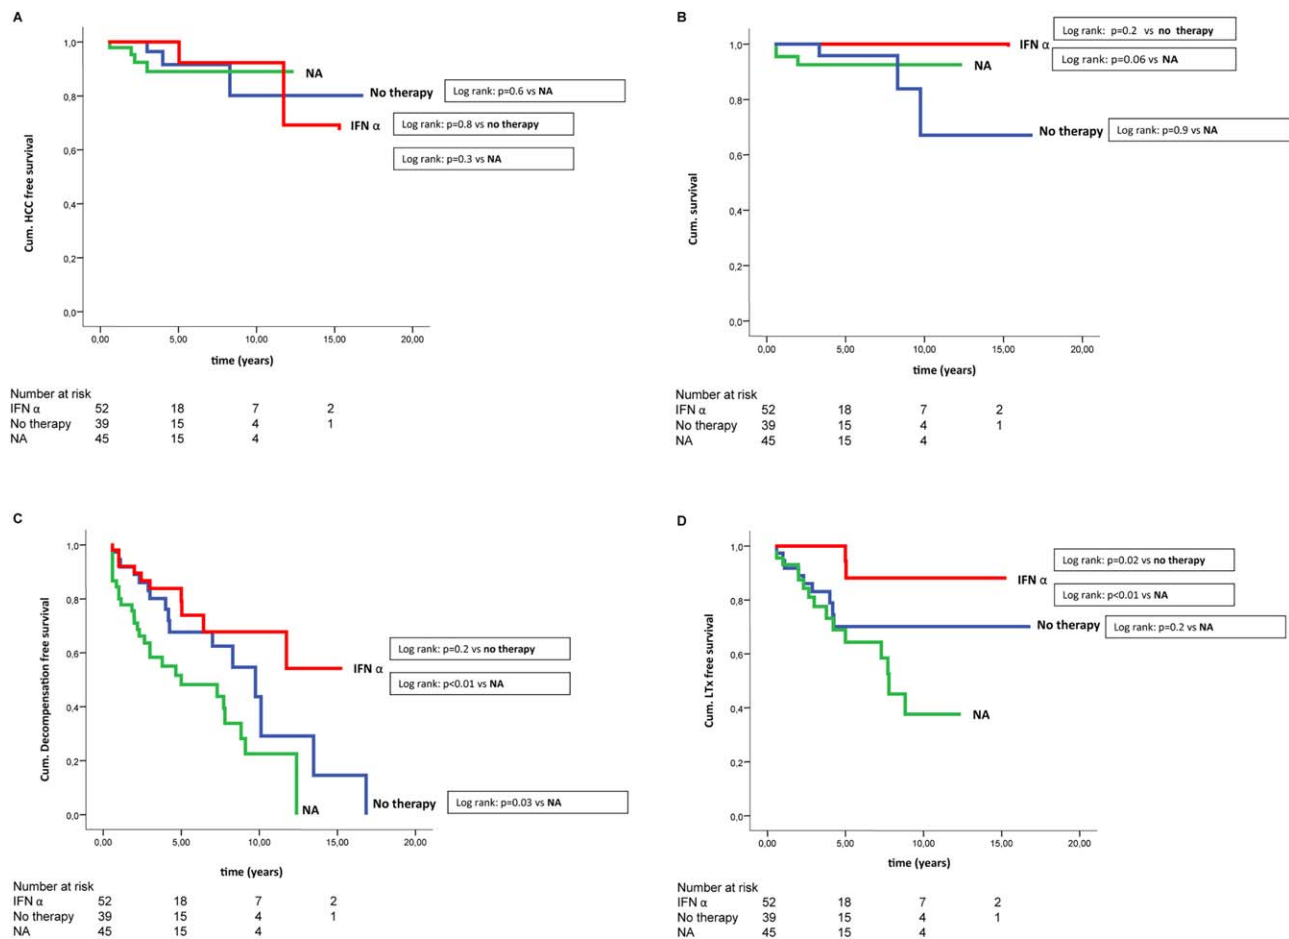 A
Cum. HCC free survival
1,0
0,8
0,6
0,4
0,2
0,0
0,00 5,00 10,00 15,00 20,00
time (years)
NA
No therapy
Log rank: p=0.6 vs NA
IFN α
Log rank: p=0.8 vs no therapy
Log rank: p=0.3 vs NA
Number at risk
IFN α 52 18 7 2
No therapy 39 15 4 1
NA 45 15 4
B
Cum. survival
1,0
0,8
0,6
0,4
0,2
0,0
0,00 5,00 10,00 15,00 20,00
time (years)
Log rank: p=0.2 vs no therapy
IFN α
Log rank: p=0.06 vs NA
NA
No therapy
Log rank: p=0.9 vs NA
Number at risk
IFN α 52 18 7 2
No therapy 39 15 4 1
NA 45 15 4
C
Cum. Decompensation free survival
1,0
0,8
0,6
0,4
0,2
0,0
0,00 5,00 10,00 15,00 20,00
time (years)
Log rank: p=0.2 vs no therapy
IFN α
Log rank: p<0.01 vs NA
NA
No therapy
Log rank: p=0.03 vs NA
Number at risk
IFN α 52 18 7 2
No therapy 39 15 4 1
NA 45 15 4
D
Cum. LTx free survival
1,0
0,8
0,6
0,4
0,2
0,0
0,00 5,00 10,00 15,00 20,00
time (years)
Log rank: p=0.02 vs no therapy
IFN α
Log rank: p<0.01 vs NA
No therapy
Log rank: p=0.2 vs NA
NA
Number at risk
IFN α 52 18 7 2
No therapy 39 15 4 1
NA 45 15 4